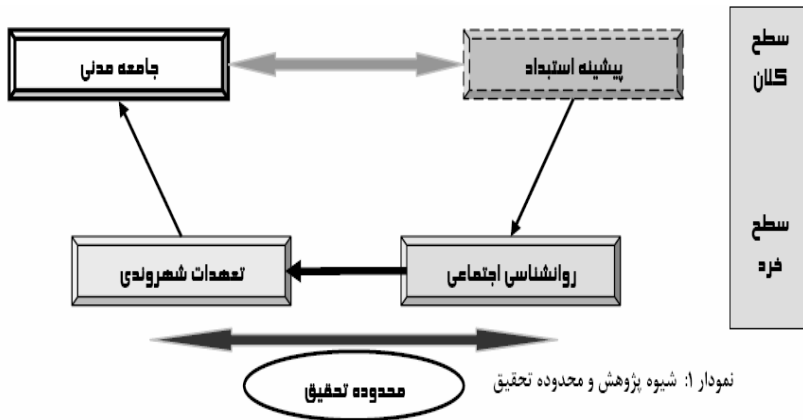 سطح
کلان
پیشینه استبداد
جامعه مدنی
سطح
خرد
روانشناسی اجتماعی
تعهدات شهروندی
محدوده تحقیق
نمودار ۱: شیوه پژوهش و محدوده تحقیق